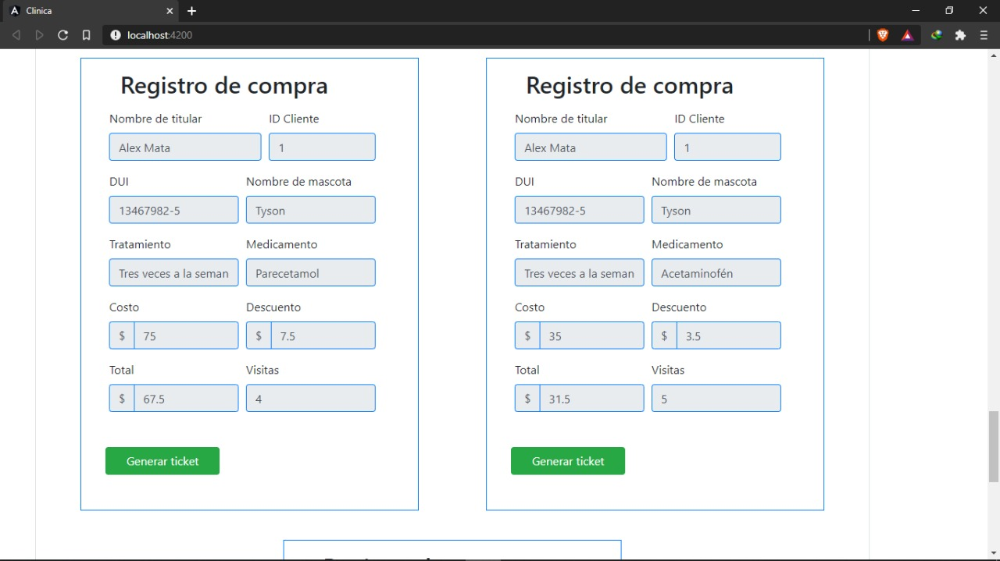 Clinica
localhost:4200
Registro de compra
Nombre de titular ID Cliente
Alex Mata 1
DUI Nombre de mascota
13467982-5 Tyson
Tratamiento Medicamento
Tres veces a la seman Parecetamol
Costo Descuento
$ 75 $ 7.5
Total Visitas
$ 67.5 4
Generar ticket
Registro de compra
Nombre de titular ID Cliente
Alex Mata 1
DUI Nombre de mascota
13467982-5 Tyson
Tratamiento Medicamento
Tres veces a la seman Acetaminofén
Costo Descuento
$ 35 $ 3.5
Total Visitas
$ 31.5 5
Generar ticket